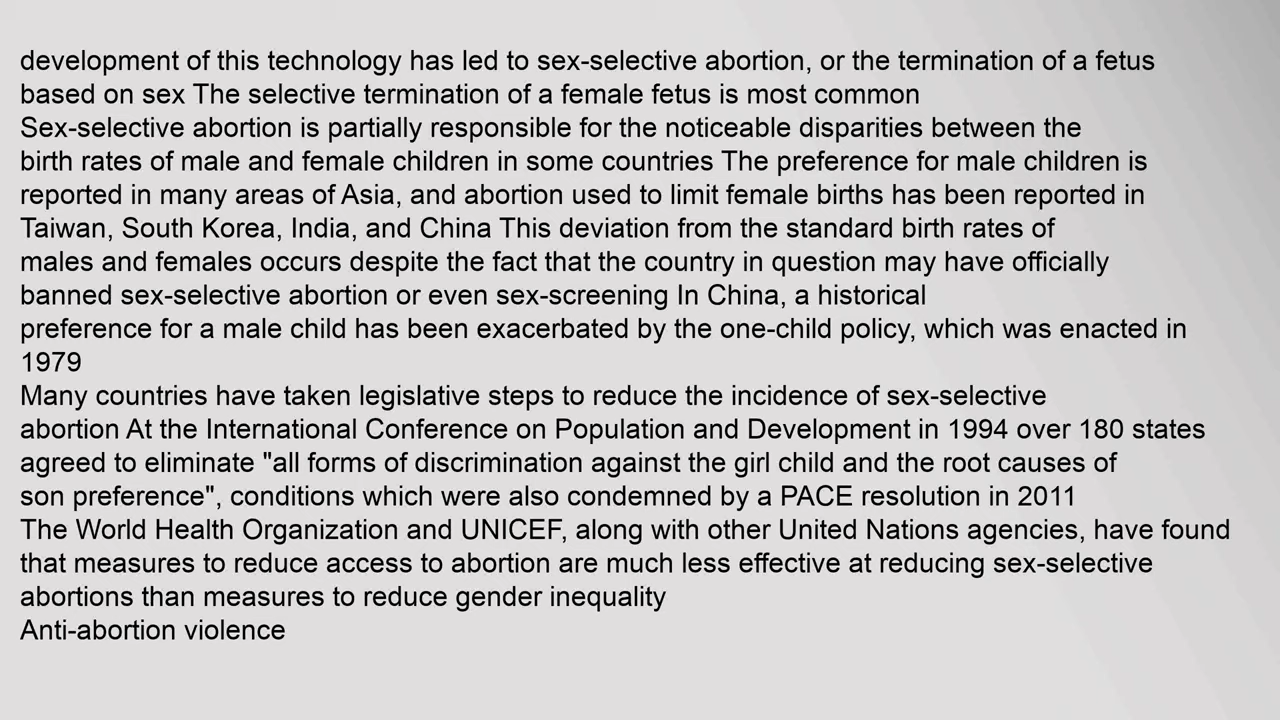 development of this technology has led to sex-selective abortion, or the termination of a fetus
based on sex The selective termination of a female fetus is most common
Sex-selective abortion is partially responsible for the noticeable disparities between the
birth rates of male and female children in some countries The preference for male children is
reported in many areas of Asia, and abortion used to limit female births has been reported in
Taiwan, South Korea, India, and China This deviation from the standard birth rates of
males and females occurs despite the fact that the country in question may have officially
banned sex-selective abortion or even sex-screening In China, a historical
preference for a male child has been exacerbated by the one-child policy, which was enacted in
1979
Many countries have taken legislative steps to reduce the incidence of sex-selective
abortion At the International Conference on Population and Development in 1994 over 180 states
agreed to eliminate "all forms of discrimination against the girl child and the root causes of
son preference", conditions which were also condemned by a PACE resolution in 2011
The World Health Organization and UNICEF, along with other United Nations agencies, have found
that measures to reduce access to abortion are much less effective at reducing sex-selective
abortions than measures to reduce gender inequality
Anti-abortion violence